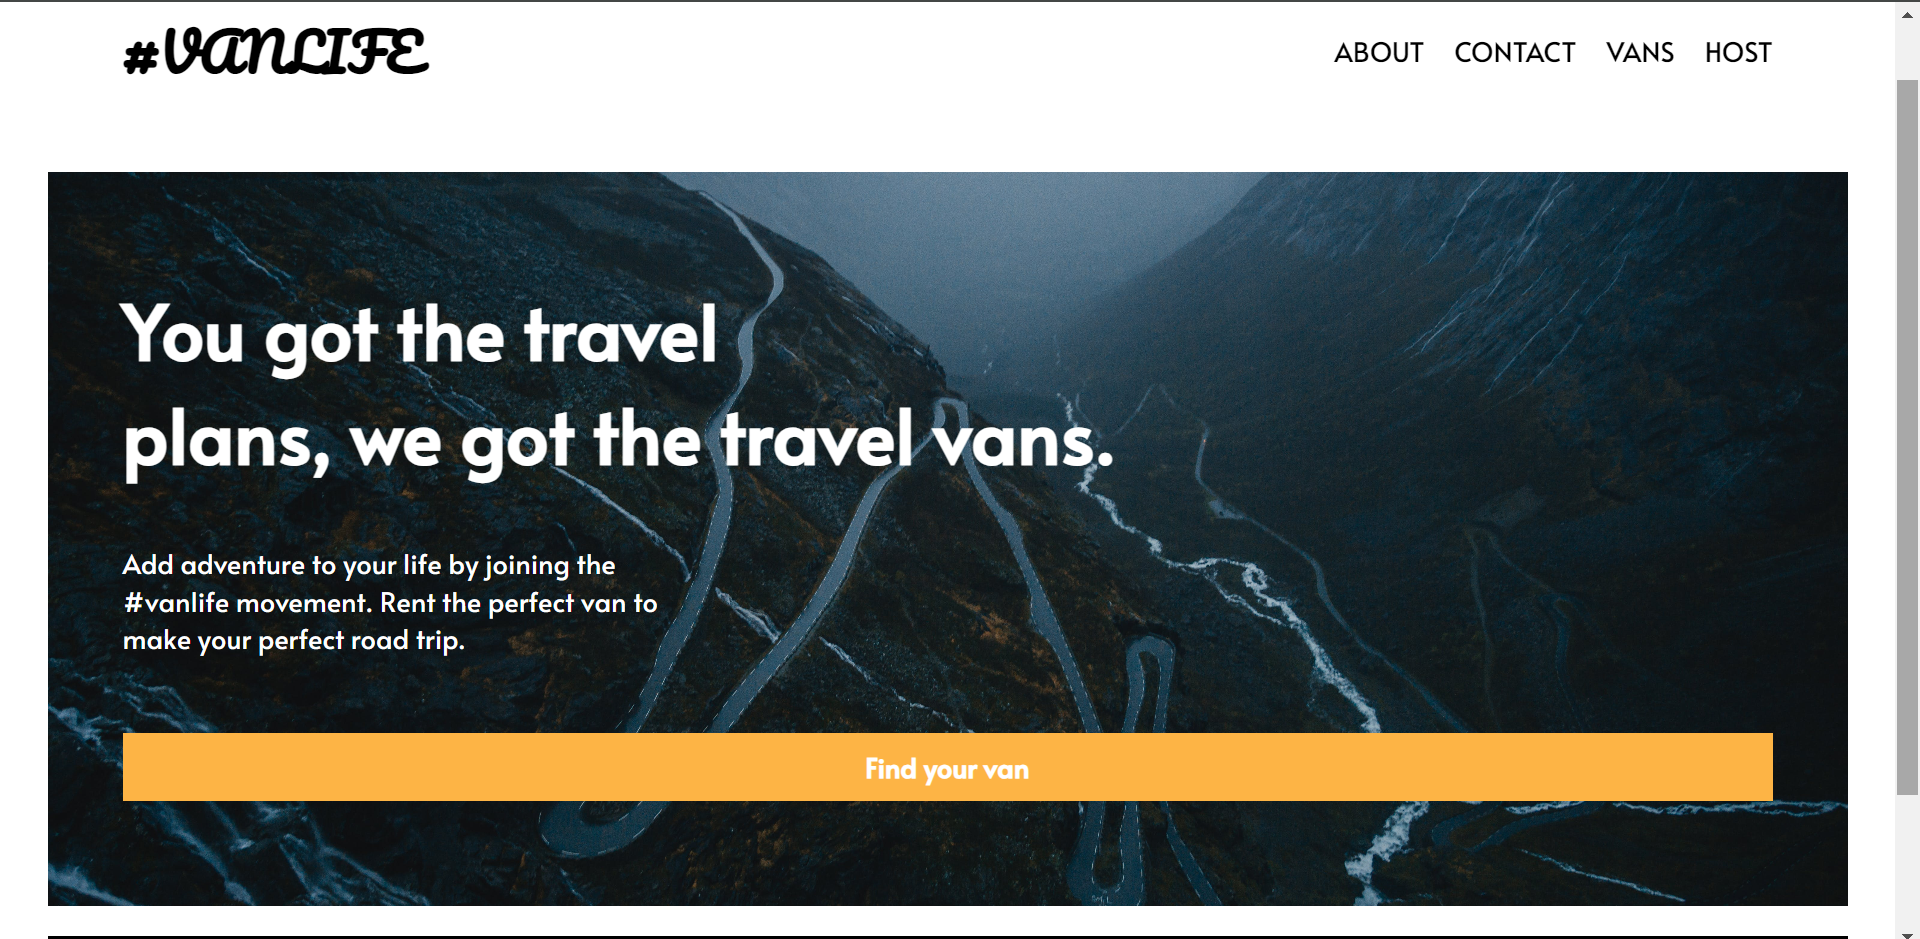 #VANLIFE
ABOUT CONTACT VANS HOST
You got the travel
plans, we got the travel vans.
Add adventure to your life by joining the
#vanlife movement. Rent the perfect van to
make your perfect road trip.
Find your van